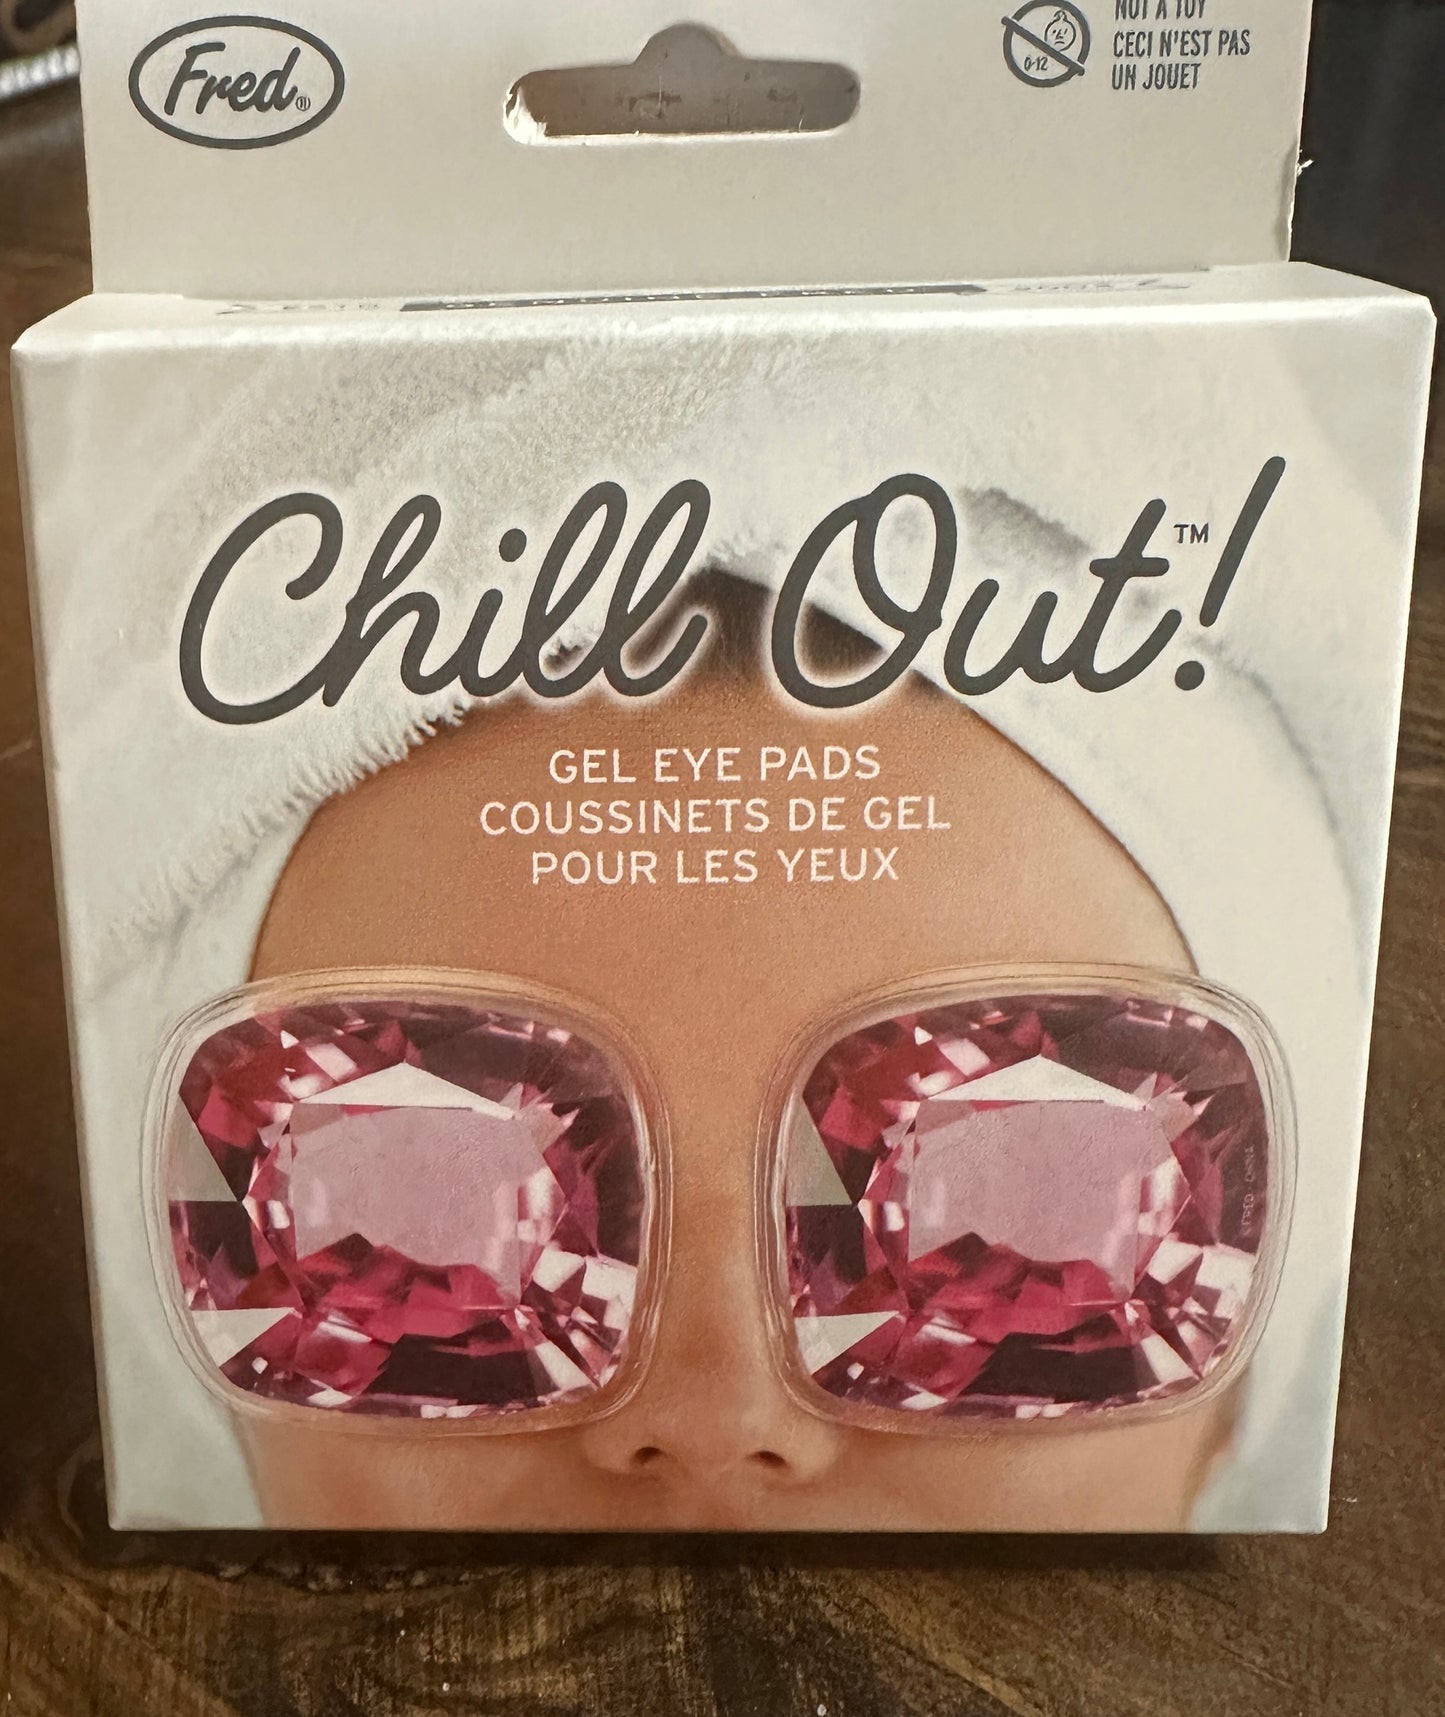 Fred®
0-12
NOT A TOY
CECI N'EST PAS
UN JOUET
Chill Out!™
GEL EYE PADS
COUSSINETS DE GEL
POUR LES YEUX